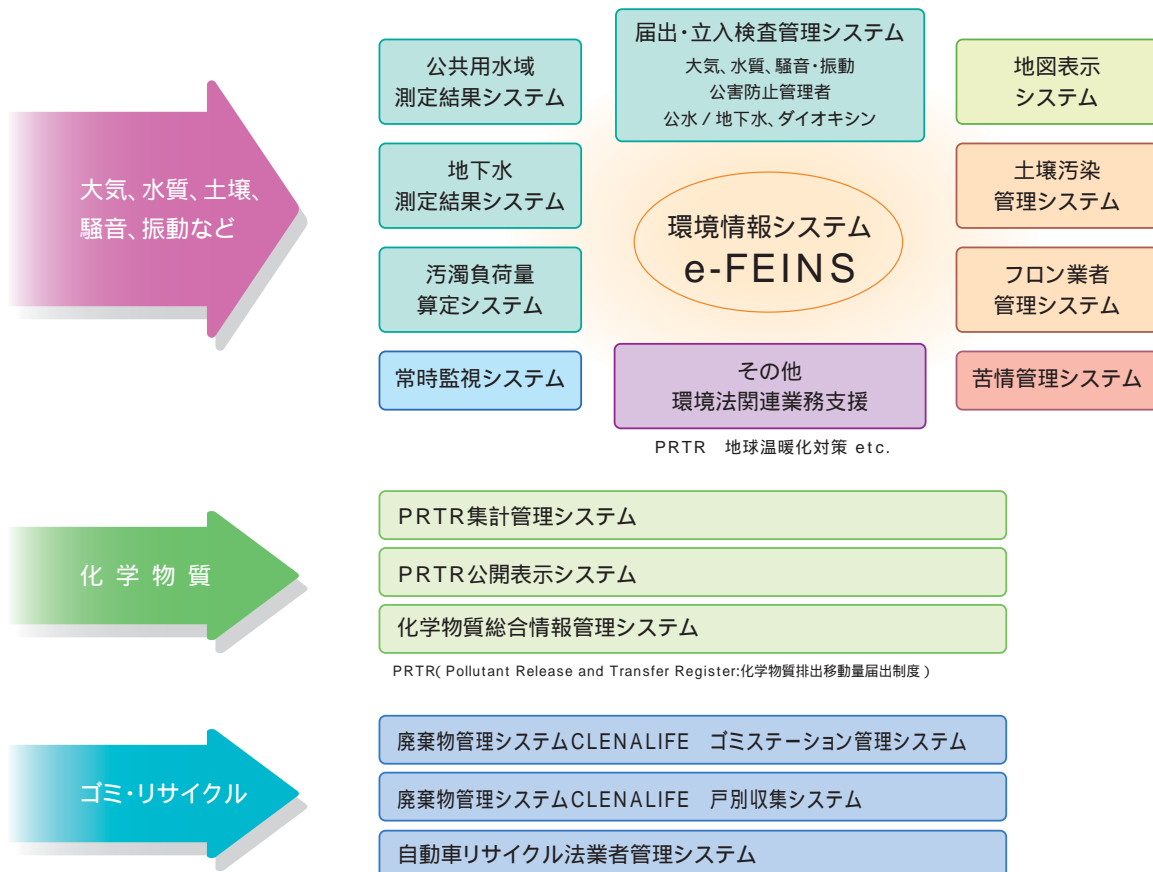 大気、水質、土壌、
騒音、振動など
公共用水域
測定結果システム
地下水
測定結果システム
汚濁負荷量
算定システム
常時監視システム
届出・立入検査管理システム
大気、水質、騒音・振動
公害防止管理者
公水 / 地下水、ダイオキシン
環境情報システム
e-FEINS
その他
環境法関連業務支援
PRTR　地球温暖化対策 etc.
地図表示
システム
土壌汚染
管理システム
フロン業者
管理システム
苦情管理システム
化学物質
PRTR集計管理システム
PRTR公開表示システム
化学物質総合情報管理システム
PRTR( Pollutant Release and Transfer Register:化学物質排出移動量届出制度 )
ゴミ・リサイクル
廃棄物管理システムCLENALIFE　ゴミステーション管理システム
廃棄物管理システムCLENALIFE　戸別収集システム
自動車リサイクル法業者管理システム